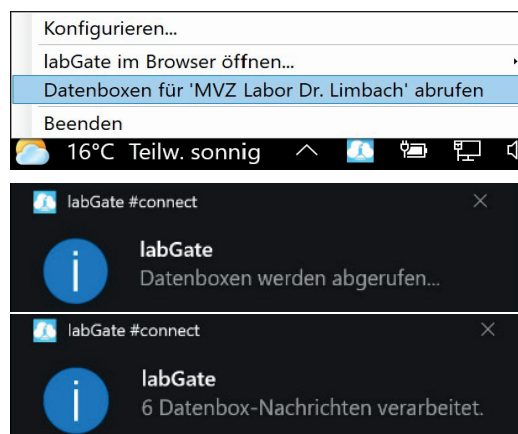 Konfigurieren...
labGate im Browser öffnen...
Datenboxen für 'MVZ Labor Dr. Limbach' abrufen
Beenden
16°C Teilw. sonnig
labGate #connect
labGate
Datenboxen werden abgerufen...
labGate #connect
labGate
6 Datenbox-Nachrichten verarbeitet.